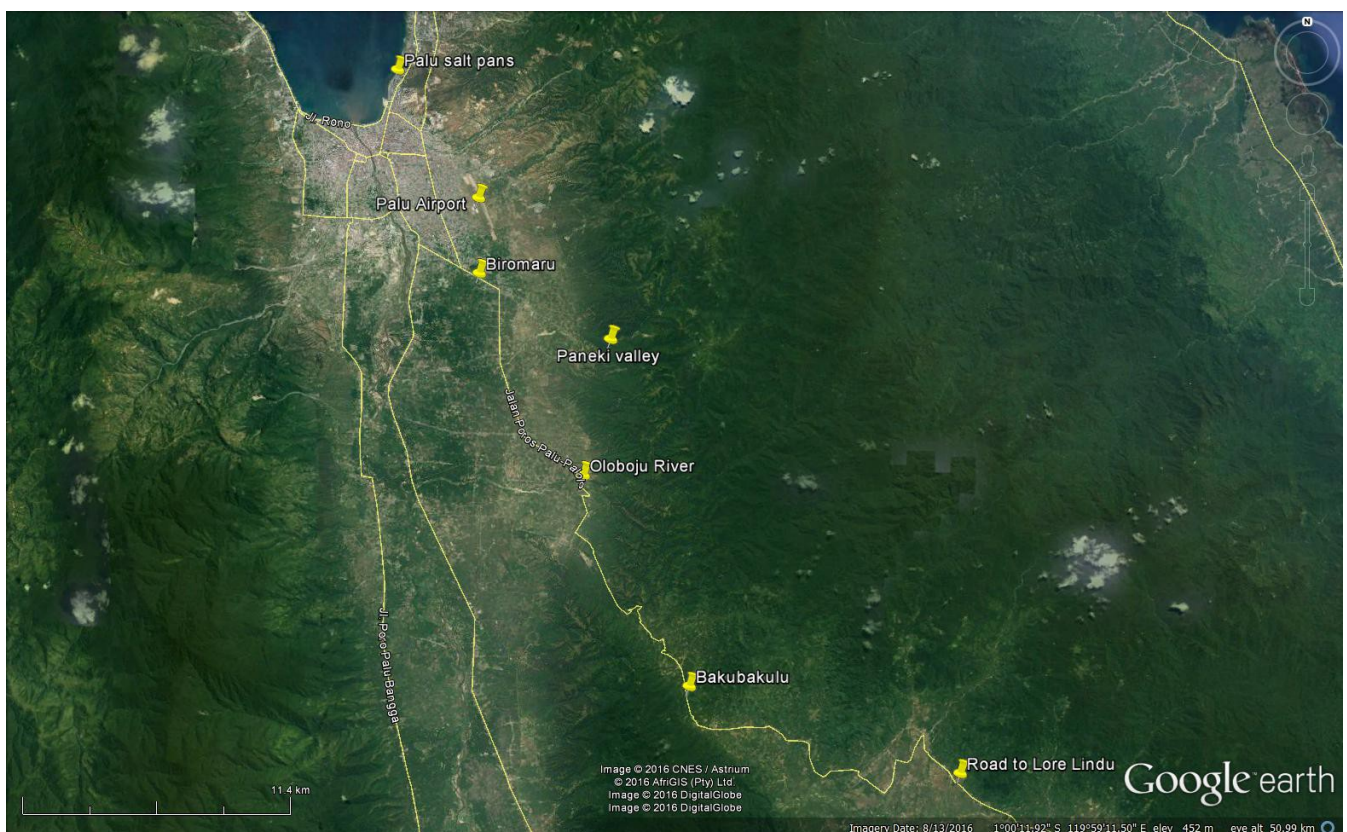 N
Palu salt pans
Jl. Rono
Palu Airport
Biromaru
Paneki valley
Jalan Poros Palu-Palolo
Oloboju River
Jl. Poro Palu-Bangga
Bakubakulu
Road to Lore Lindu
Image © 2016 CNES / Astrium
© 2016 AfriGIS (Pty) Ltd.
Image © 2016 DigitalGlobe
Image © 2016 DigitalGlobe
Google earth
11.4 km
Imagery Date: 8/13/2016 1°00'11.92" S 119°59'11.50" E elev 452 m eye alt 50.99 km